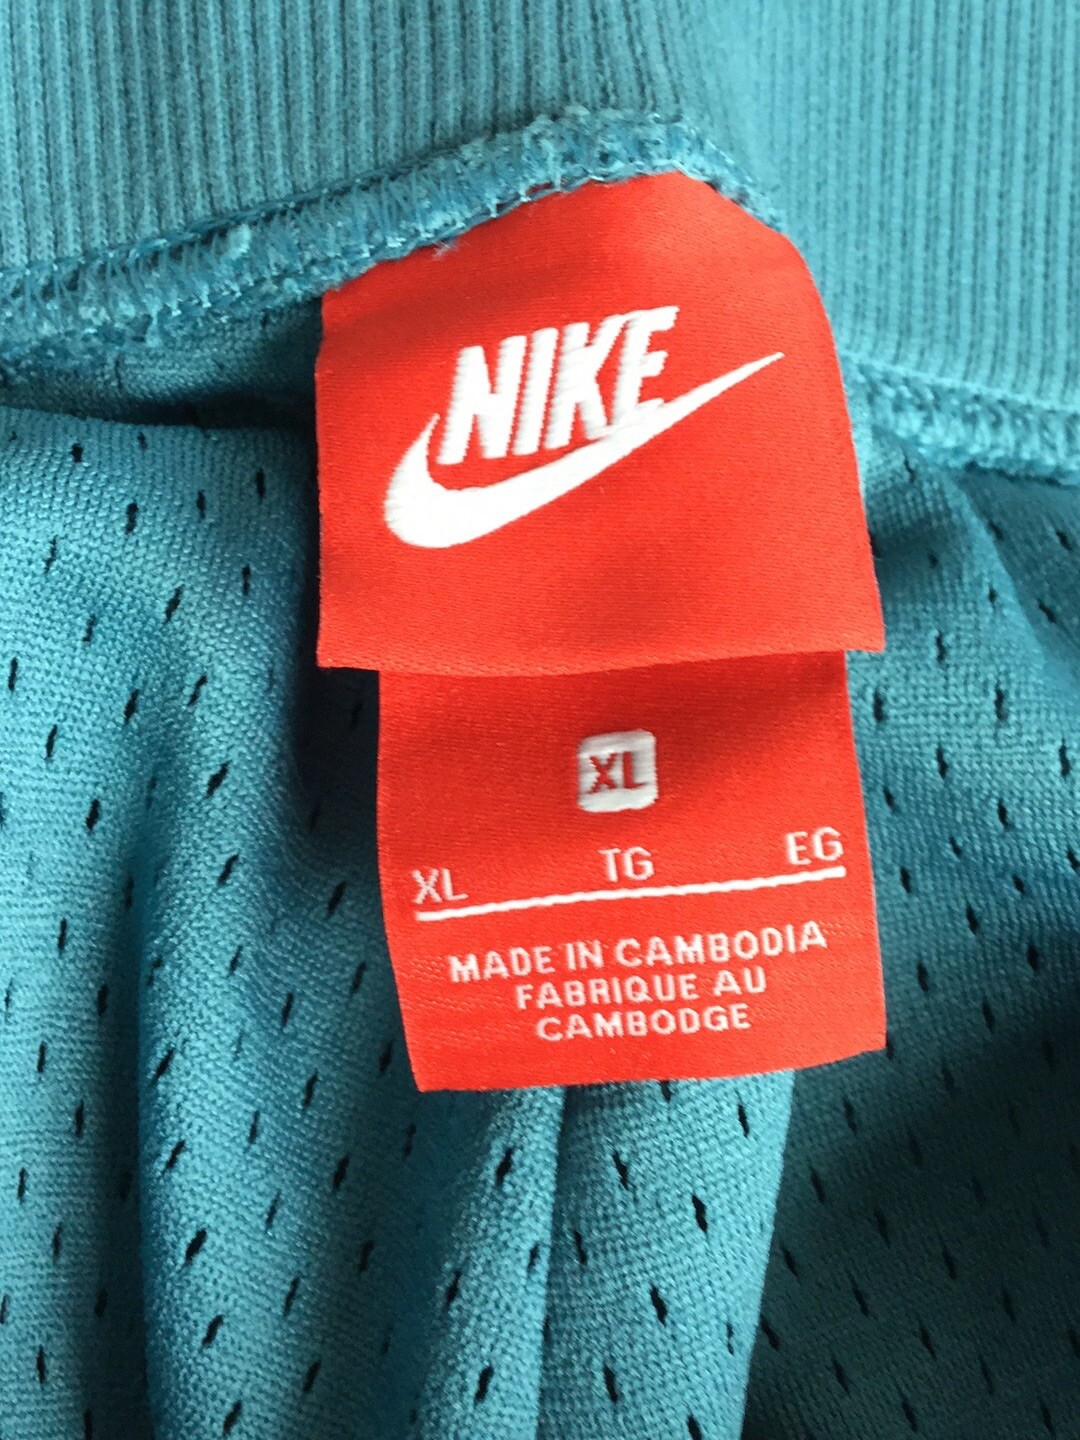 NIKE
XL
XL TG EG
MADE IN CAMBODIA
FABRIQUE AU
CAMBODGE